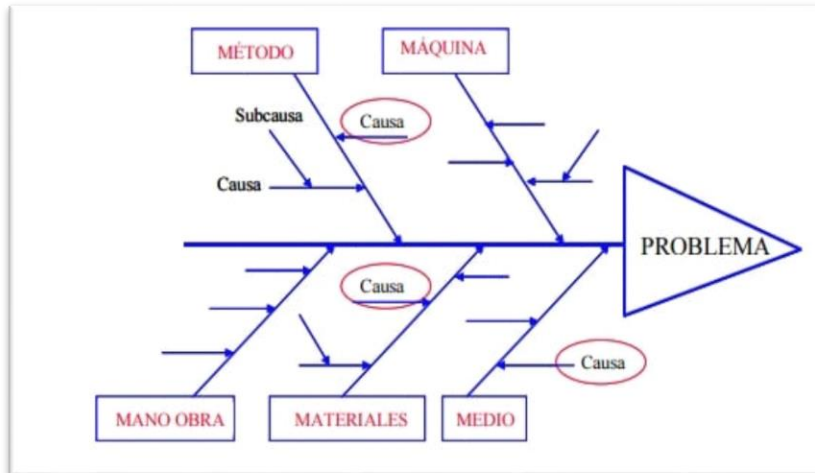 MÉTODO
MÁQUINA
Subcausa
Causa
Causa
PROBLEMA
Causa
Causa
MANO OBRA
MATERIALES
MEDIO